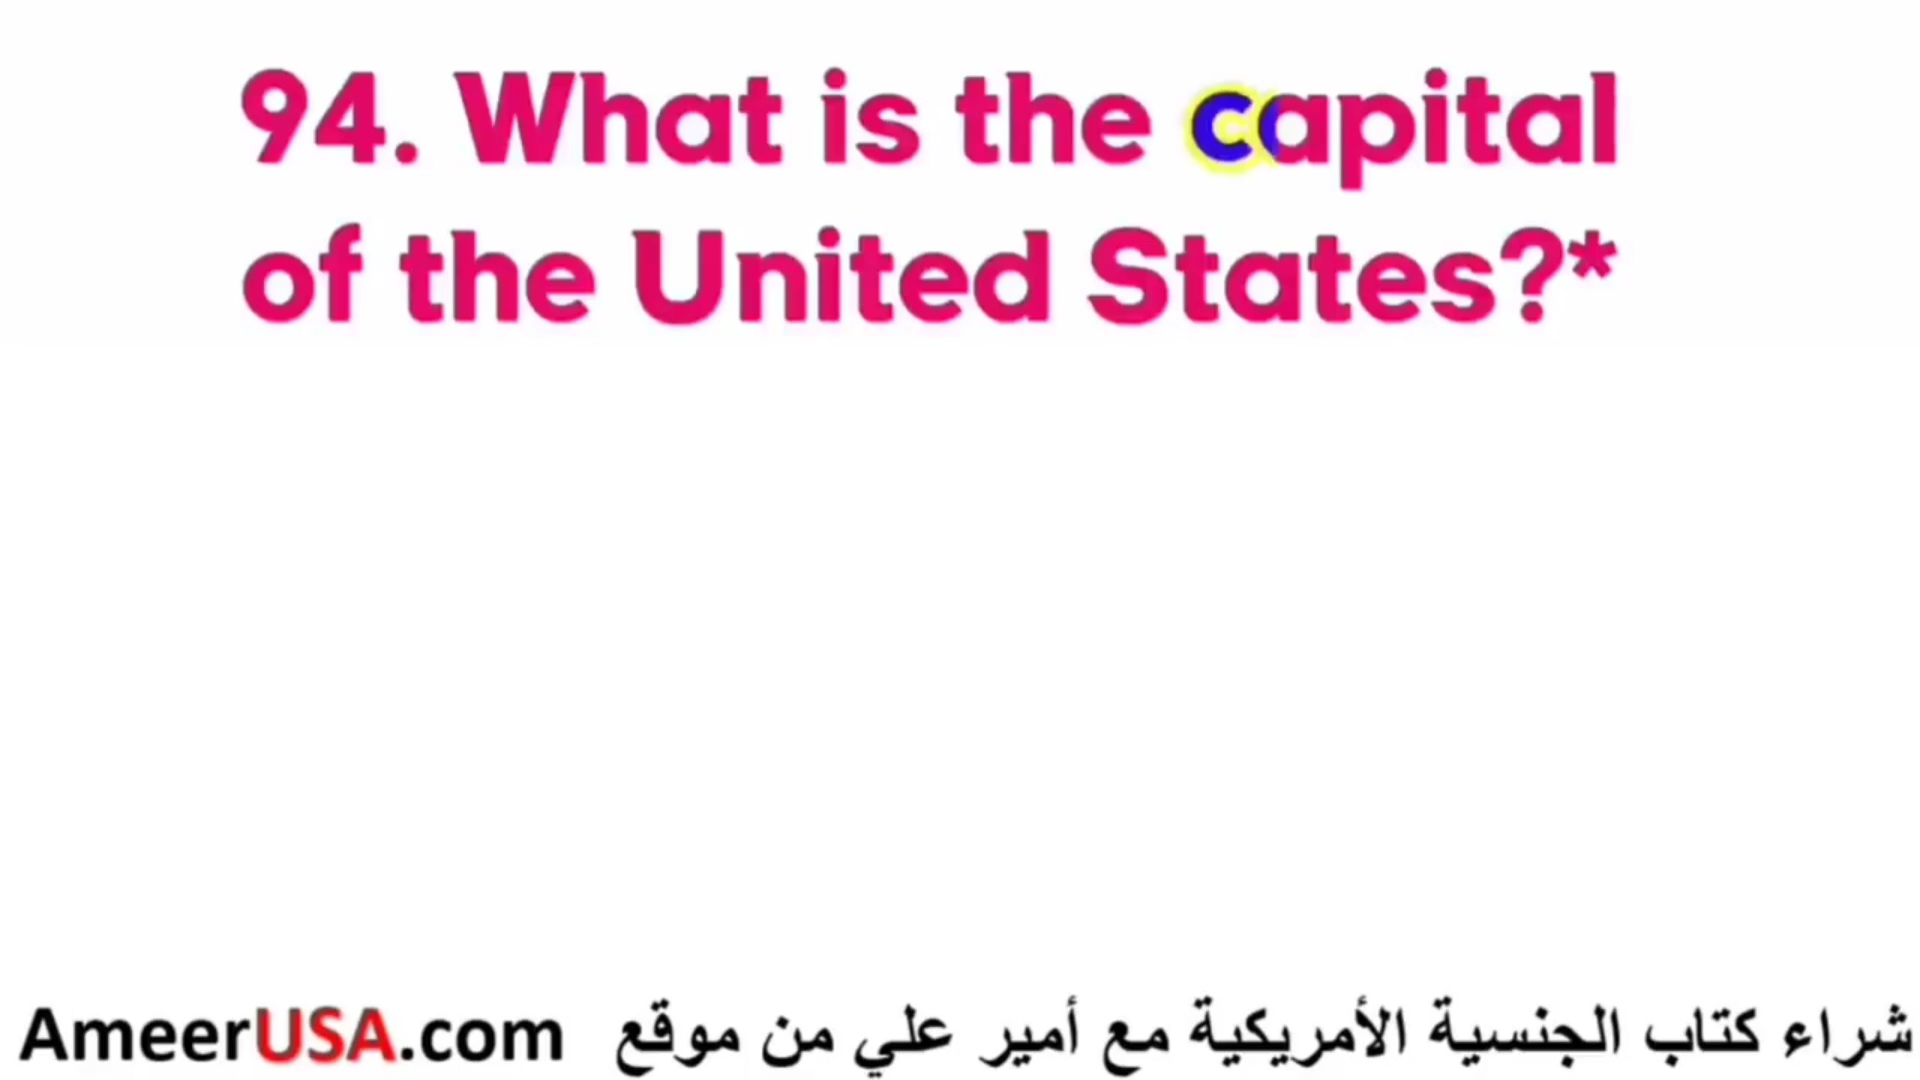 94. What is the capital
of the United States?*
شراء كتاب الجنسية الأمريكية مع أمير علي من موقع AmeerUSA.com